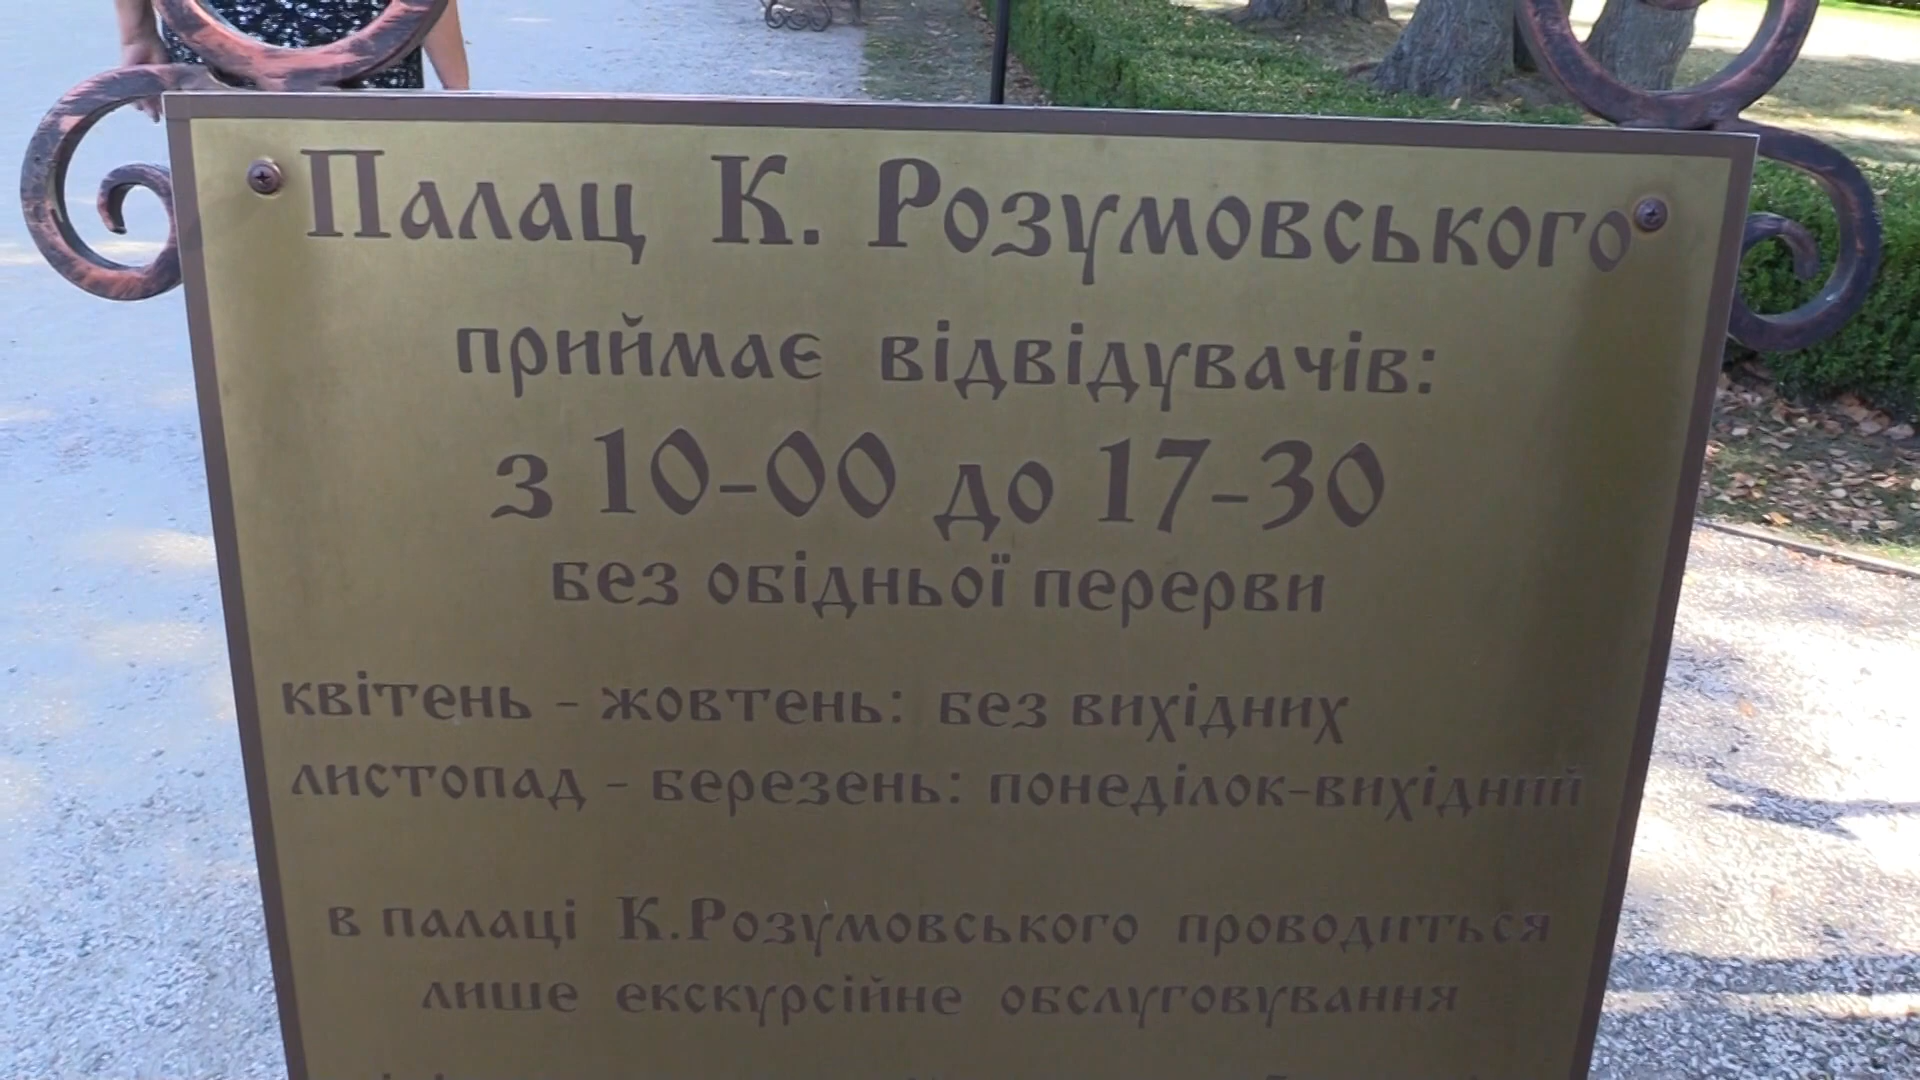 Палац К. Розумовського
приймає відвідувачів:
з 10-00 до 17-30
без обідньої перерви
квітень - жовтень: без вихідних
листопад - березень: понеділок-вихідний
в палаці К.Розумовського проводиться
лише екскурсійне обслуговування